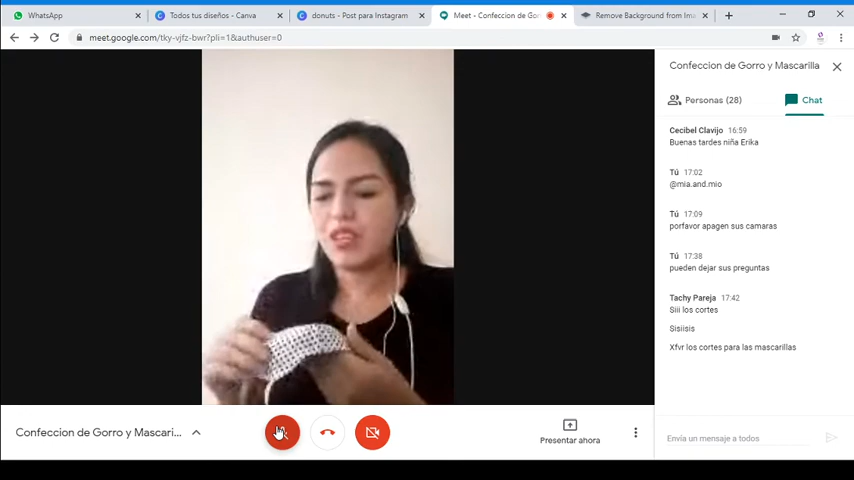 WhatsApp
Todos tus diseños - Canva
donuts - Post para Instagram
Meet - Confeccion de Gorr
Remove Background from Ima
meet.google.com/tky-vjfz-bwr?pli=1&authuser=0
Confeccion de Gorro y Mascarilla
Personas (28)
Chat
Cecibel Clavijo 16:59
Buenas tardes niña Erika
Tú 17:02
@mia.and.mio
Tú 17:09
porfavor apagen sus camaras
Tú 17:38
pueden dejar sus preguntas
Tachy Pareja 17:42
Siii los cortes
Sisiisis
Xfvr los cortes para las mascarillas
Confeccion de Gorro y Mascari...
Presentar ahora
Envía un mensaje a todos